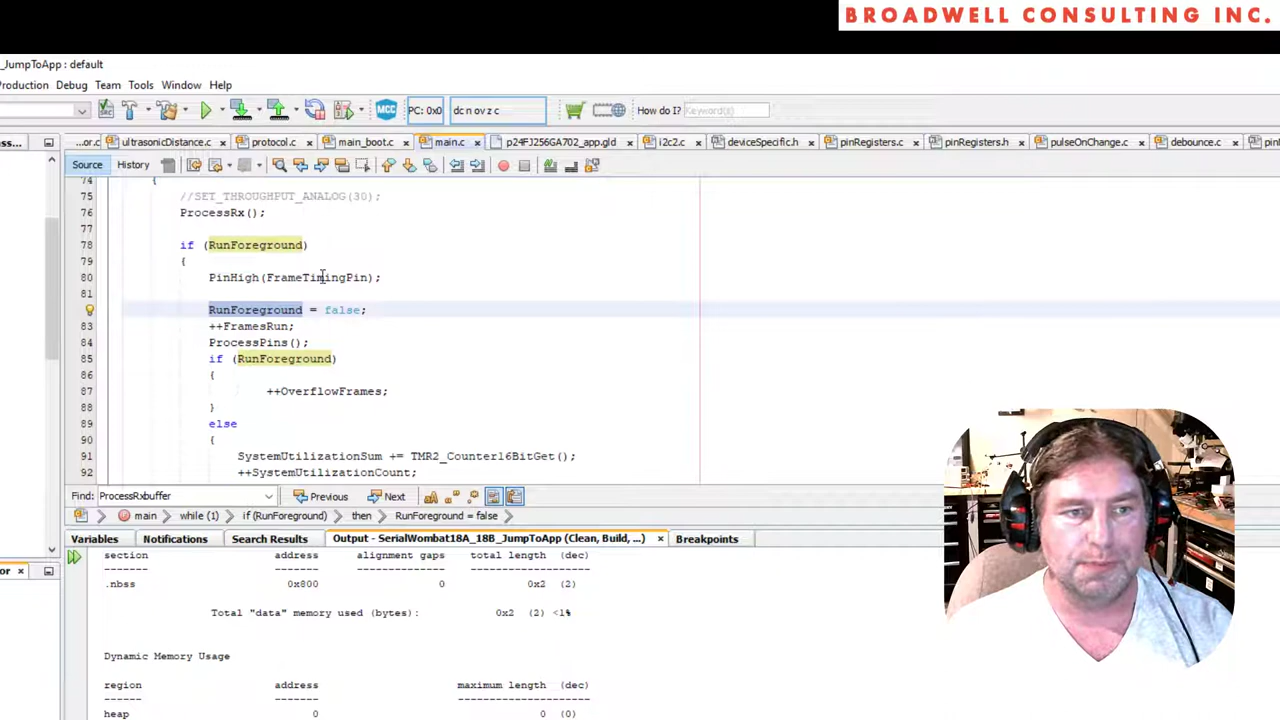 BROADWELL CONSULTING INC.
_JumpToApp : default
Production Debug Team Tools Window Help
MCC PC: 0x0 dc n ov z c How do I? Keyword(s)
...or.c ultrasonicDistance.c protocol.c main_boot.c main.c p24FJ256GA702_app.gld i2c2.c deviceSpecific.h pinRegisters.c pinRegisters.h pulseOnChange.c debounce.c pin
Source History
74 {
75 //SET_THROUGHPUT_ANALOG(30);
76 ProcessRx();
77
78 if (RunForeground)
79 {
80 PinHigh(FrameTimingPin);
81
RunForeground = false;
83 ++FramesRun;
84 ProcessPins();
85 if (RunForeground)
86 {
87 ++OverflowFrames;
88 }
89 else
90 {
91 SystemUtilizationSum += TMR2_Counter16BitGet();
92 ++SystemUtilizationCount;
Find: ProcessRxbuffer Previous Next
main while (1) if (RunForeground) then RunForeground = false
Variables Notifications Search Results Output - SerialWombat18A_18B_JumpToApp (Clean, Build, ...) Breakpoints
section address alignment gaps total length (dec)
------- ------- -------------- -------------------
.nbss 0x800 0 0x2 (2)
Total "data" memory used (bytes): 0x2 (2) <1%
Dynamic Memory Usage
region address maximum length (dec)
------ ------- ---------------------
heap 0 0 (0)